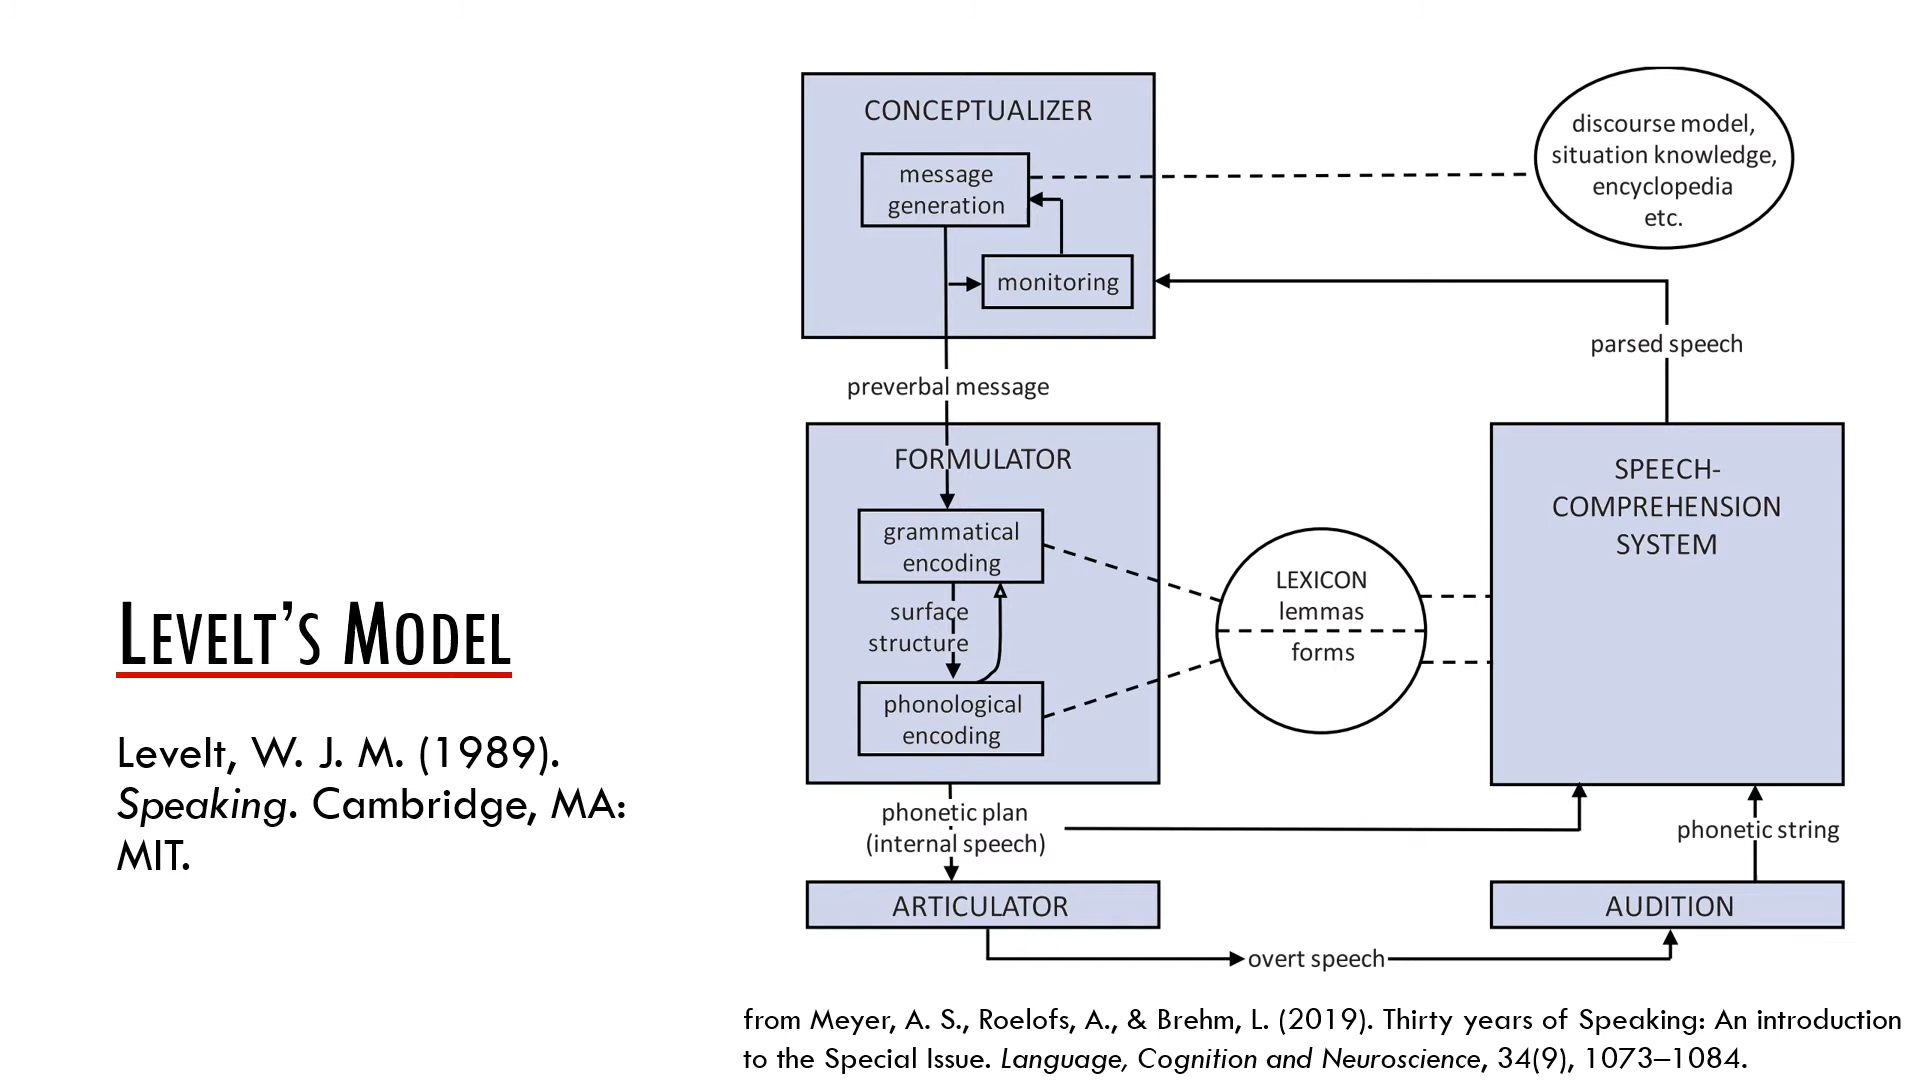 LEVELT'S MODEL
Levelt, W. J. M. (1989).
Speaking. Cambridge, MA:
MIT.
CONCEPTUALIZER
message
generation
monitoring
discourse model,
situation knowledge,
encyclopedia
etc.
parsed speech
preverbal message
FORMULATOR
grammatical
encoding
surface
structure
phonological
encoding
LEXICON
lemmas
forms
SPEECH-
COMPREHENSION
SYSTEM
phonetic plan
(internal speech)
phonetic string
ARTICULATOR
AUDITION
overt speech
from Meyer, A. S., Roelofs, A., & Brehm, L. (2019). Thirty years of Speaking: An introduction
to the Special Issue. Language, Cognition and Neuroscience, 34(9), 1073–1084.